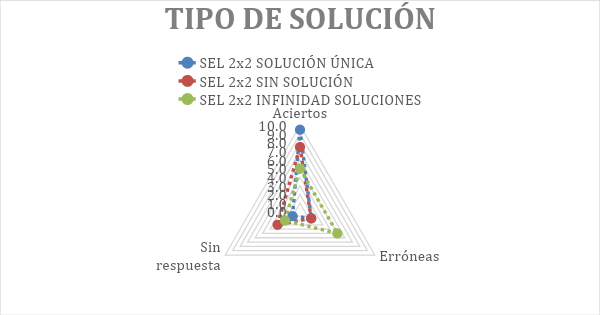 TIPO DE SOLUCIÓN
SEL 2x2 SOLUCIÓN ÚNICA
SEL 2x2 SIN SOLUCIÓN
SEL 2x2 INFINIDAD SOLUCIONES
Aciertos
10.0
9.0
8.0
7.0
6.0
5.0
4.0
3.0
2.0
1.0
0.0
Sin
respuesta
Erróneas